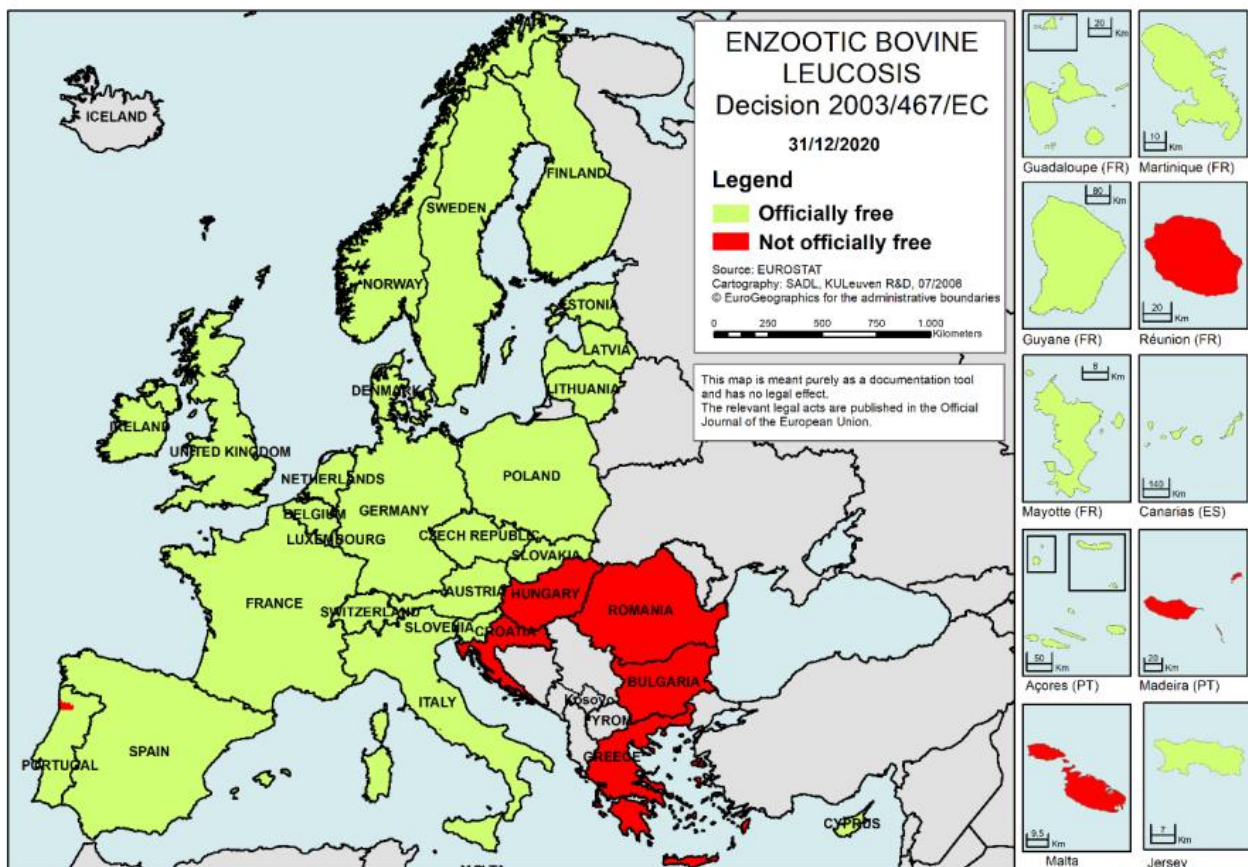 ENZOOTIC BOVINE
LEUCOSIS
Decision 2003/467/EC
31/12/2020
Legend
Officially free
Not officially free
Source: EUROSTAT
Cartography: SADL, KULeuven R&D, 07/2008
© EuroGeographics for the administrative boundaries
0 250 500 750 1.000
Kilometers
This map is meant purely as a documentation tool
and has no legal effect.
The relevant legal acts are published in the Official
Journal of the European Union.
ICELAND
FINLAND
SWEDEN
NORWAY
ESTONIA
LATVIA
LITHUANIA
DENMARK
IRELAND
UNITED KINGDOM
NETHERLANDS
POLAND
BELGIUM
GERMANY
LUXEMBOURG
CZECH REPUBLIC
SLOVAKIA
AUSTRIA
HUNGARY
FRANCE
SWITZERLAND
ROMANIA
SLOVENIA
CROATIA
BULGARIA
ITALY
Kosovo
FYROM
SPAIN
PORTUGAL
GREECE
CYPRUS
20
Km
Guadaloupe (FR)
10
Km
Martinique (FR)
80
Km
Guyane (FR)
20
Km
Réunion (FR)
8
Km
Mayotte (FR)
140
Km
Canarias (ES)
50
Km
Açores (PT)
20
Km
Madeira (PT)
9,5
Km
Malta
7
Km
Jersey